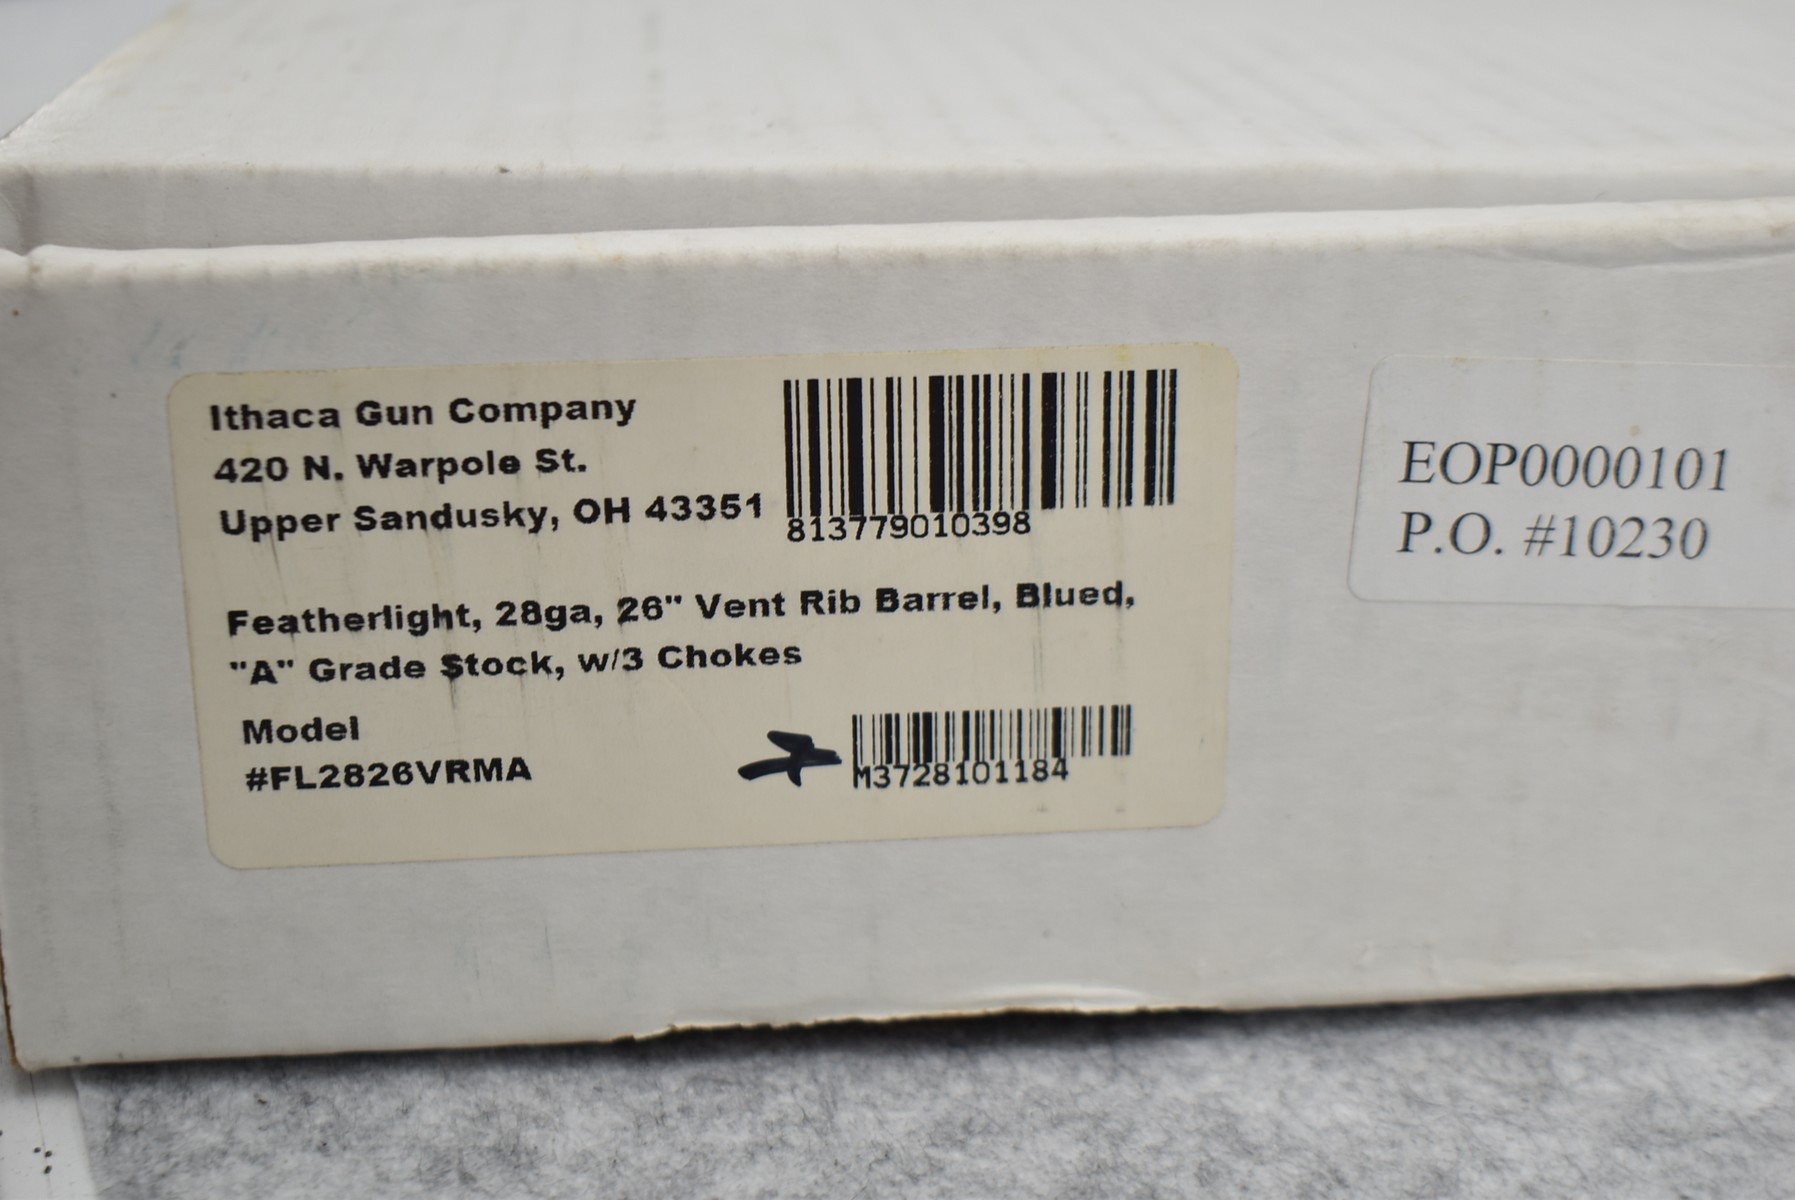 Ithaca Gun Company
420 N. Warpole St.
Upper Sandusky, OH 43351
813779010398
Featherlight, 28ga, 26" Vent Rib Barrel, Blued,
"A" Grade Stock, w/3 Chokes
Model
#FL2826VRMA
M3728101184
EOP0000101
P.O. #10230